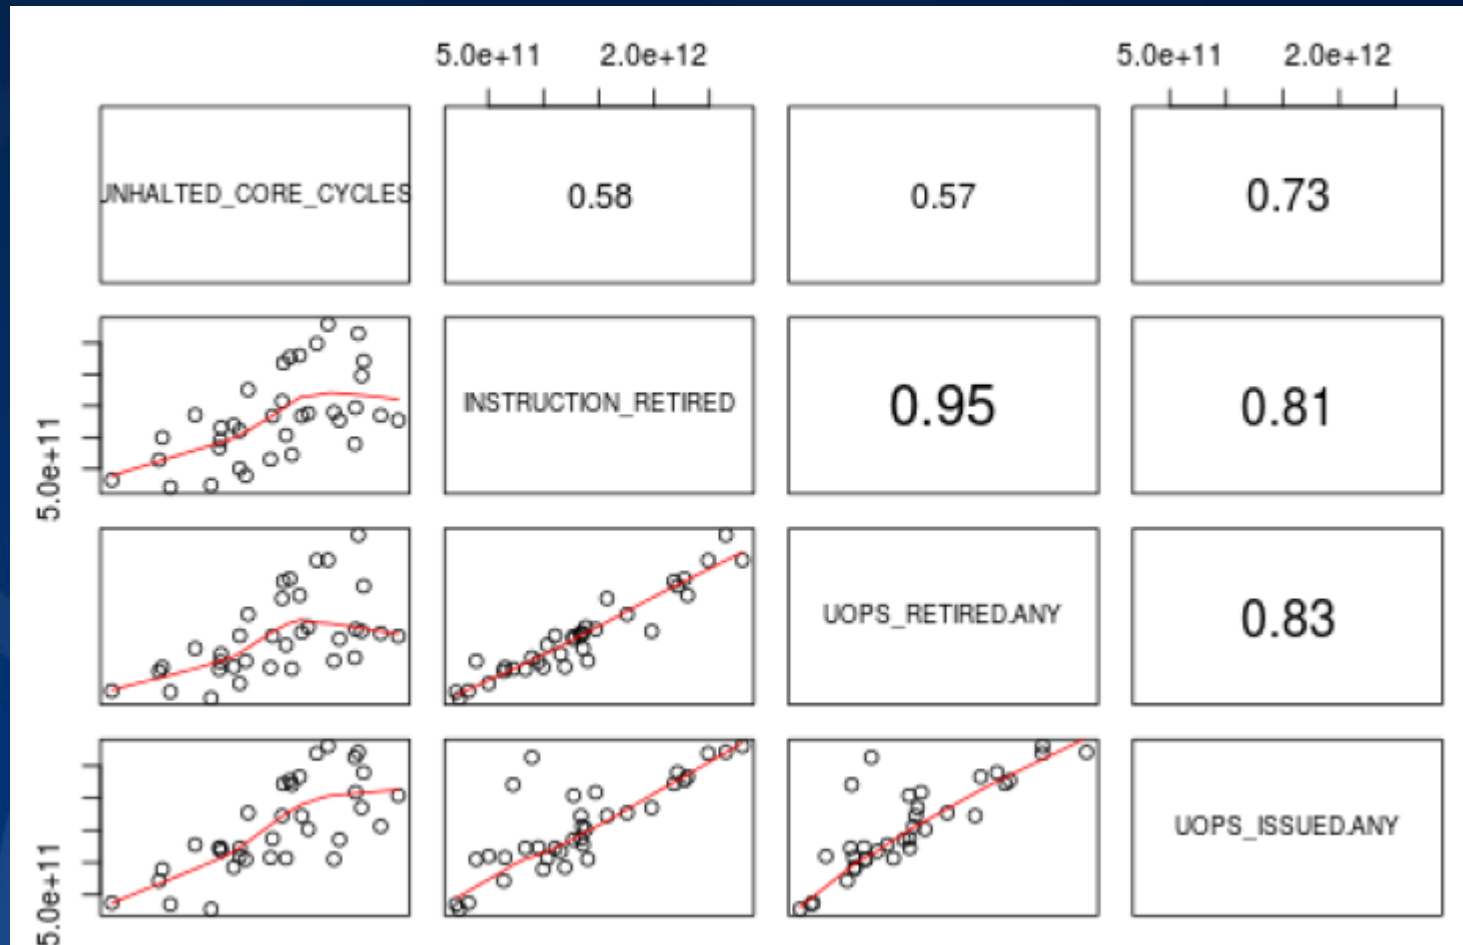 5.0e+11 2.0e+12 5.0e+11 2.0e+12
UNHALTED_CORE_CYCLES 0.58 0.57 0.73
5.0e+11 INSTRUCTION_RETIRED 0.95 0.81
UOPS_RETIRED.ANY 0.83
5.0e+11 UOPS_ISSUED.ANY